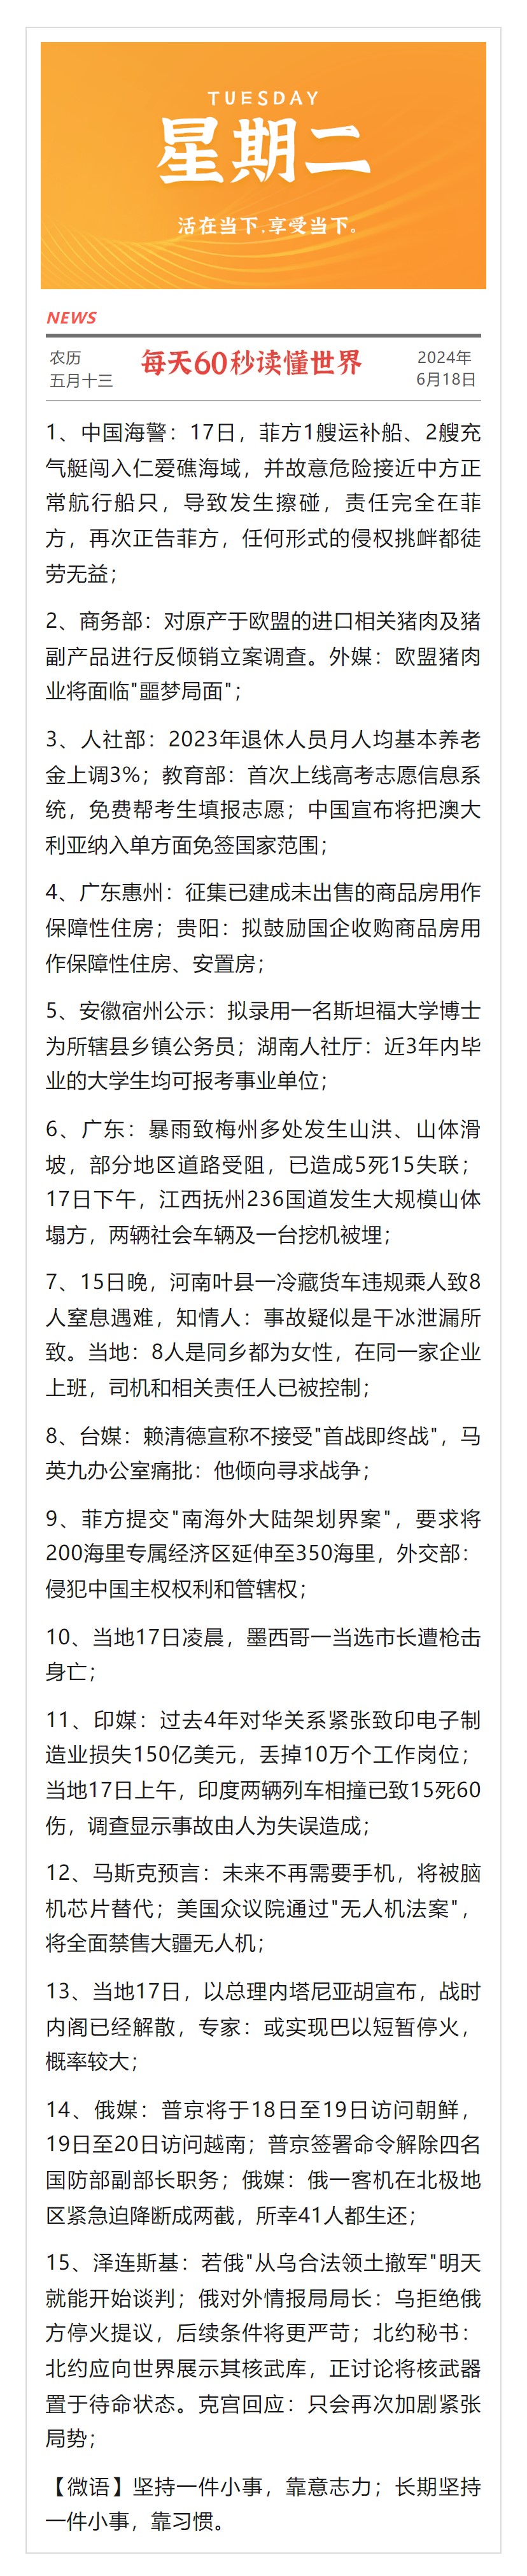 TUESDAY
星期二
活在当下,享受当下。
NEWS
农历
五月十三
每天60秒读懂世界
2024年
6月18日
1、中国海警：17日，菲方1艘运补船、2艘充
气艇闯入仁爱礁海域，并故意危险接近中方正
常航行船只，导致发生擦碰，责任完全在菲
方，再次正告菲方，任何形式的侵权挑衅都徒
劳无益；
2、商务部：对原产于欧盟的进口相关猪肉及猪
副产品进行反倾销立案调查。外媒：欧盟猪肉
业将面临"噩梦局面"；
3、人社部：2023年退休人员月人均基本养老
金上调3%；教育部：首次上线高考志愿信息系
统，免费帮考生填报志愿；中国宣布将把澳大
利亚纳入单方面免签国家范围；
4、广东惠州：征集已建成未出售的商品房用作
保障性住房；贵阳：拟鼓励国企收购商品房用
作保障性住房、安置房；
5、安徽宿州公示：拟录用一名斯坦福大学博士
为所辖县乡镇公务员；湖南人社厅：近3年内毕
业的大学生均可报考事业单位；
6、广东：暴雨致梅州多处发生山洪、山体滑
坡，部分地区道路受阻，已造成5死15失联；
17日下午，江西抚州236国道发生大规模山体
塌方，两辆社会车辆及一台挖机被埋；
7、15日晚，河南叶县一冷藏货车违规乘人致8
人窒息遇难，知情人：事故疑似是干冰泄漏所
致。当地：8人是同乡都为女性，在同一家企业
上班，司机和相关责任人已被控制；
8、台媒：赖清德宣称不接受"首战即终战"，马
英九办公室痛批：他倾向寻求战争；
9、菲方提交"南海外大陆架划界案"，要求将
200海里专属经济区延伸至350海里，外交部：
侵犯中国主权权利和管辖权；
10、当地17日凌晨，墨西哥一当选市长遭枪击
身亡；
11、印媒：过去4年对华关系紧张致印电子制
造业损失150亿美元，丢掉10万个工作岗位；
当地17日上午，印度两辆列车相撞已致15死60
伤，调查显示事故由人为失误造成；
12、马斯克预言：未来不再需要手机，将被脑
机芯片替代；美国众议院通过"无人机法案"，
将全面禁售大疆无人机；
13、当地17日，以总理内塔尼亚胡宣布，战时
内阁已经解散，专家：或实现巴以短暂停火，
概率较大；
14、俄媒：普京将于18日至19日访问朝鲜，
19日至20日访问越南；普京签署命令解除四名
国防部副部长职务；俄媒：俄一客机在北极地
区紧急迫降断成两截，所幸41人都生还；
15、泽连斯基：若俄"从乌合法领土撤军"明天
就能开始谈判；俄对外情报局局长：乌拒绝俄
方停火提议，后续条件将更严苛；北约秘书：
北约应向世界展示其核武库，正讨论将核武器
置于待命状态。克宫回应：只会再次加剧紧张
局势；
【微语】坚持一件小事，靠意志力；长期坚持
一件小事，靠习惯。